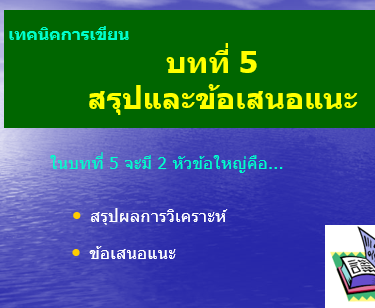 เทคนิคการเขียน
บทที่ 5
สรุปและข้อเสนอแนะ
ในบทที่ 5 จะมี 2 หัวข้อใหญ่คือ...
• สรุปผลการวิเคราะห์
• ข้อเสนอแนะ